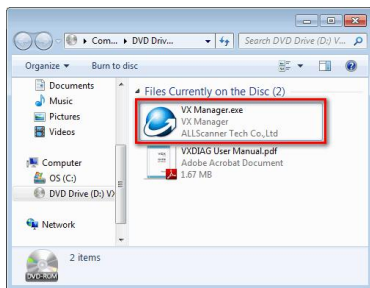 Com... ▸ DVD Driv...
Search DVD Drive (D:) V...
Organize
Burn to disc
Documents
Music
Pictures
Videos
Computer
OS (C:)
DVD Drive (D:) V
Network
Files Currently on the Disc (2)
VX Manager.exe
VX Manager
ALLScanner Tech Co.,Ltd
VXDIAG User Manual.pdf
Adobe Acrobat Document
1.67 MB
2 items
DVD-ROM